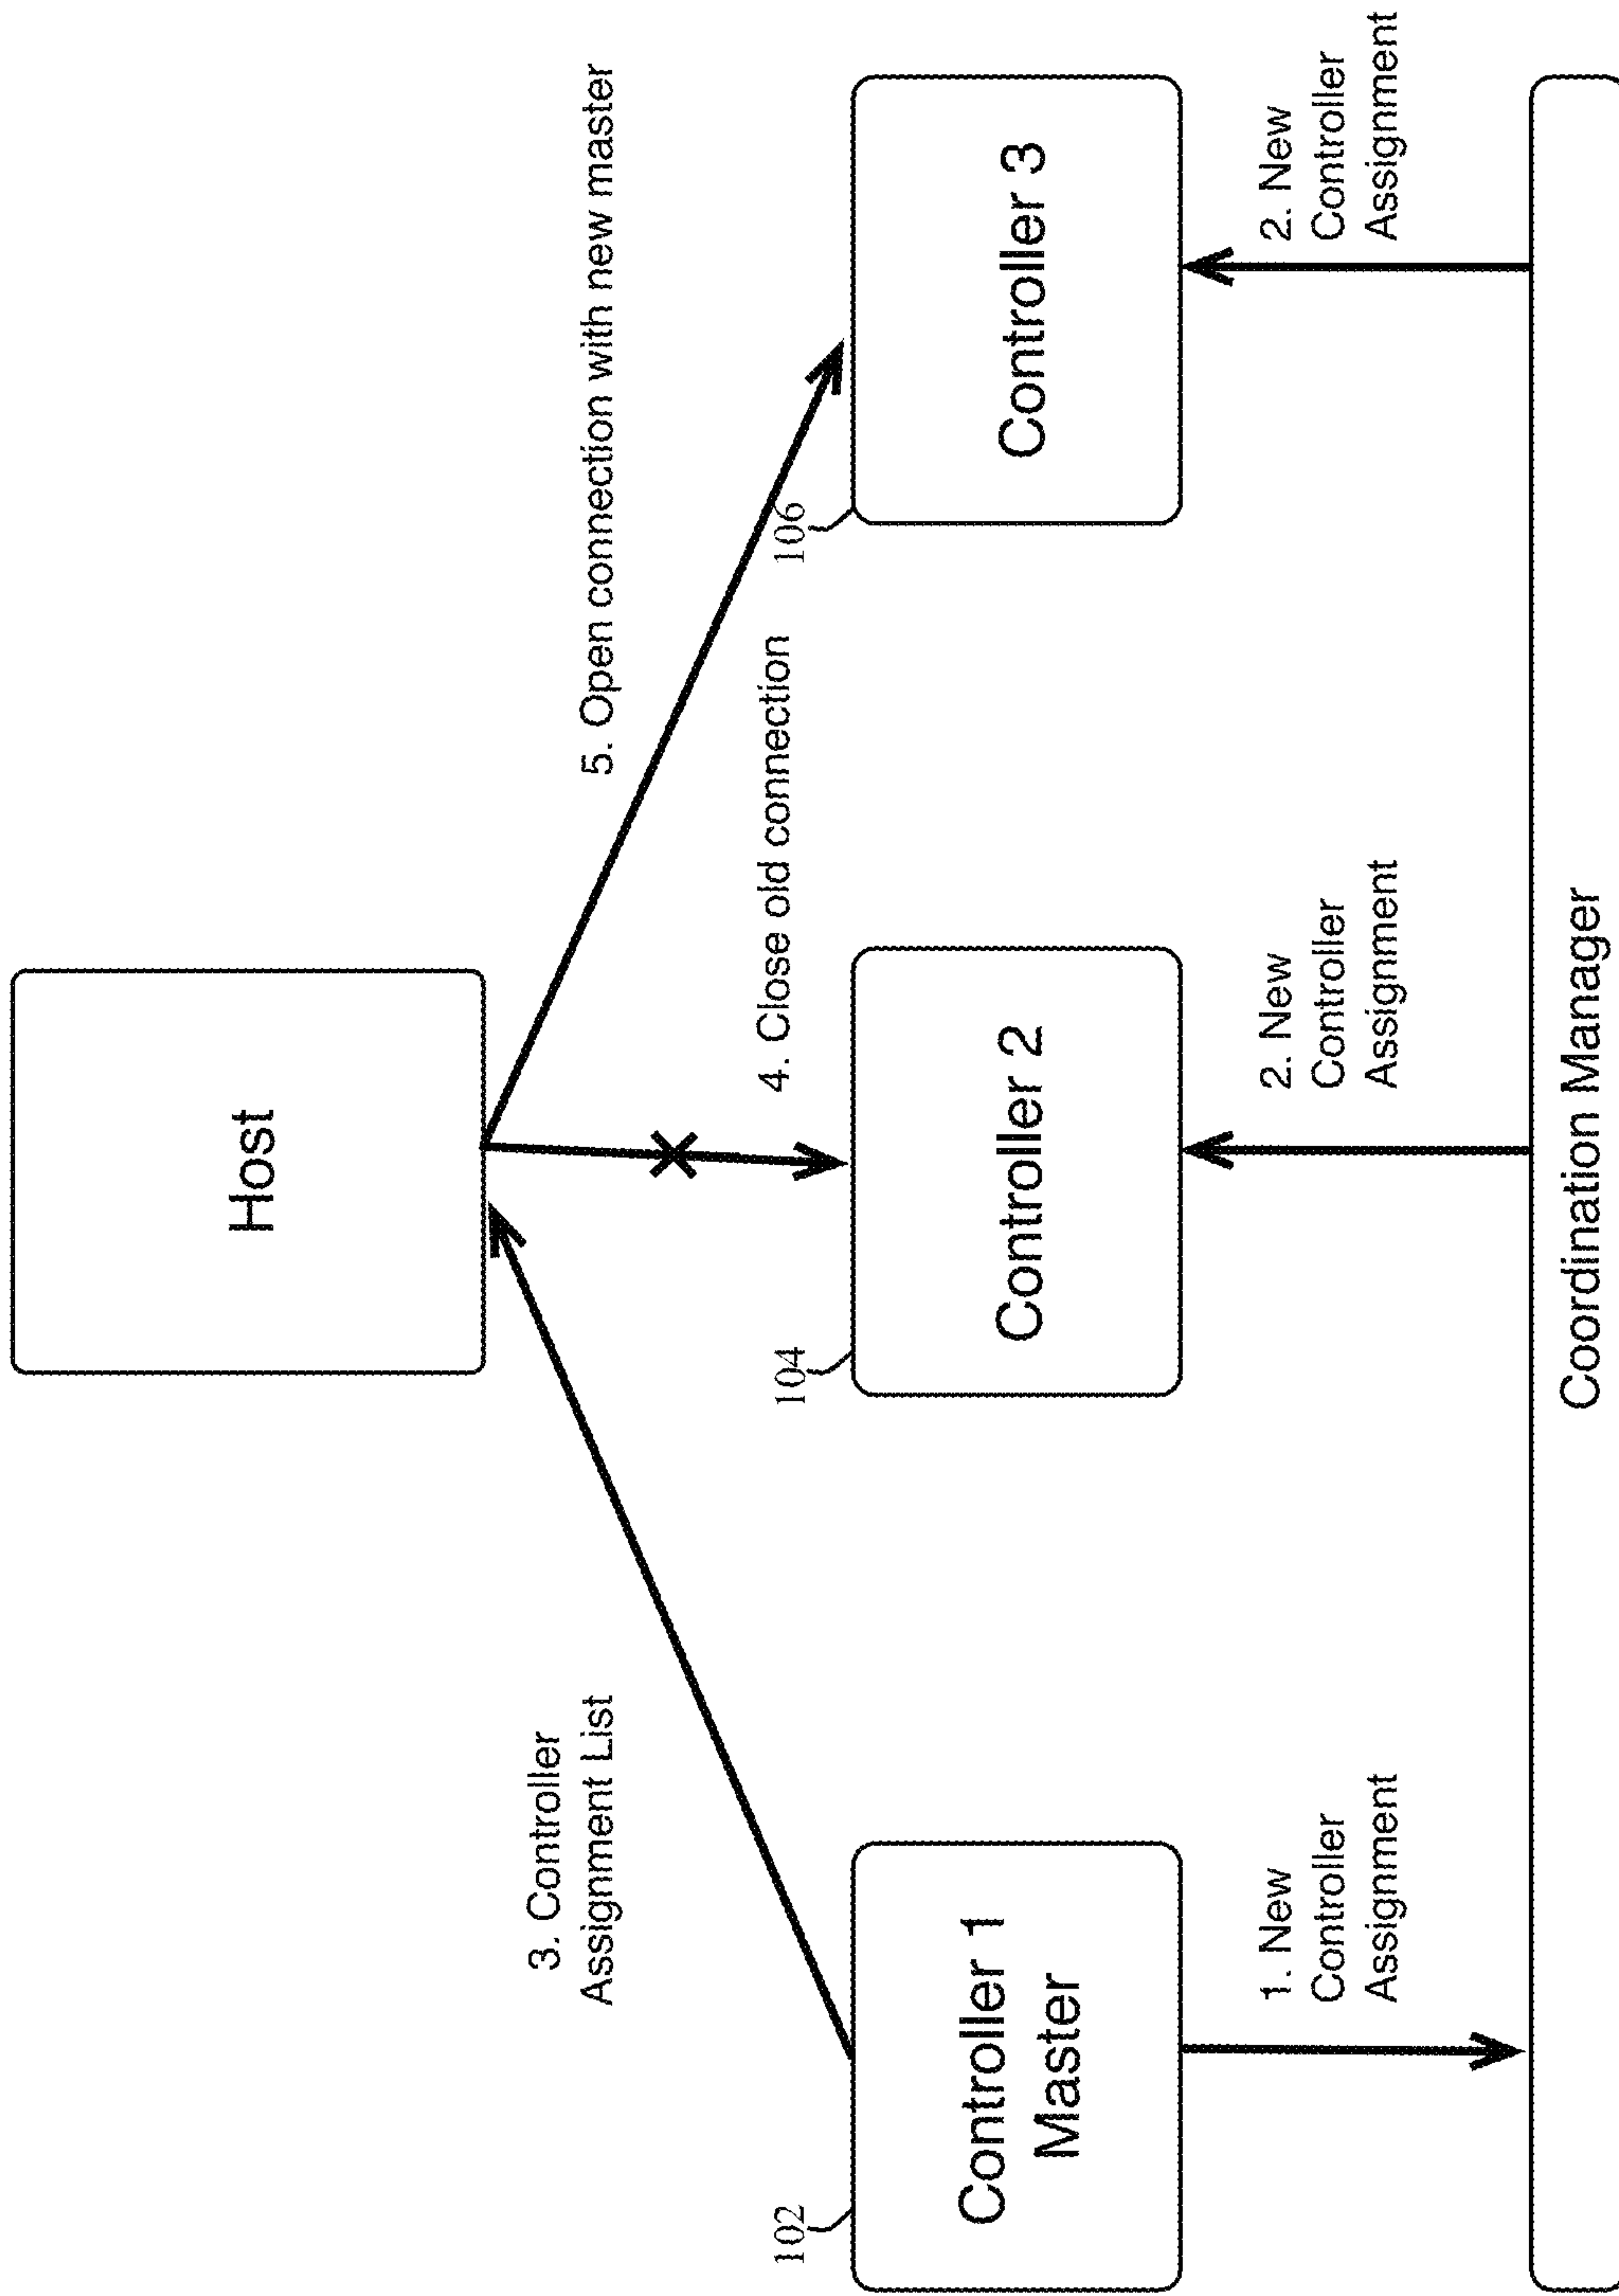 Host
3. Controller
Assignment List
5. Open connection with new master
4. Close old connection
102
Controller 1
Master
104
Controller 2
106
Controller 3
1. New
Controller
Assignment
2. New
Controller
Assignment
2. New
Controller
Assignment
Coordination Manager